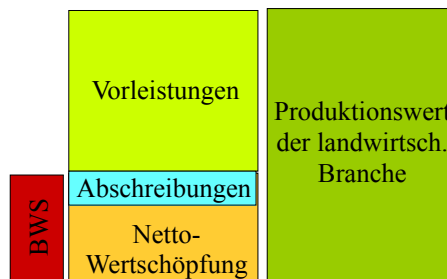 Vorleistungen
Produktionswert
der landwirtsch.
Branche
Abschreibungen
BWS
Netto-
Wertschöpfung